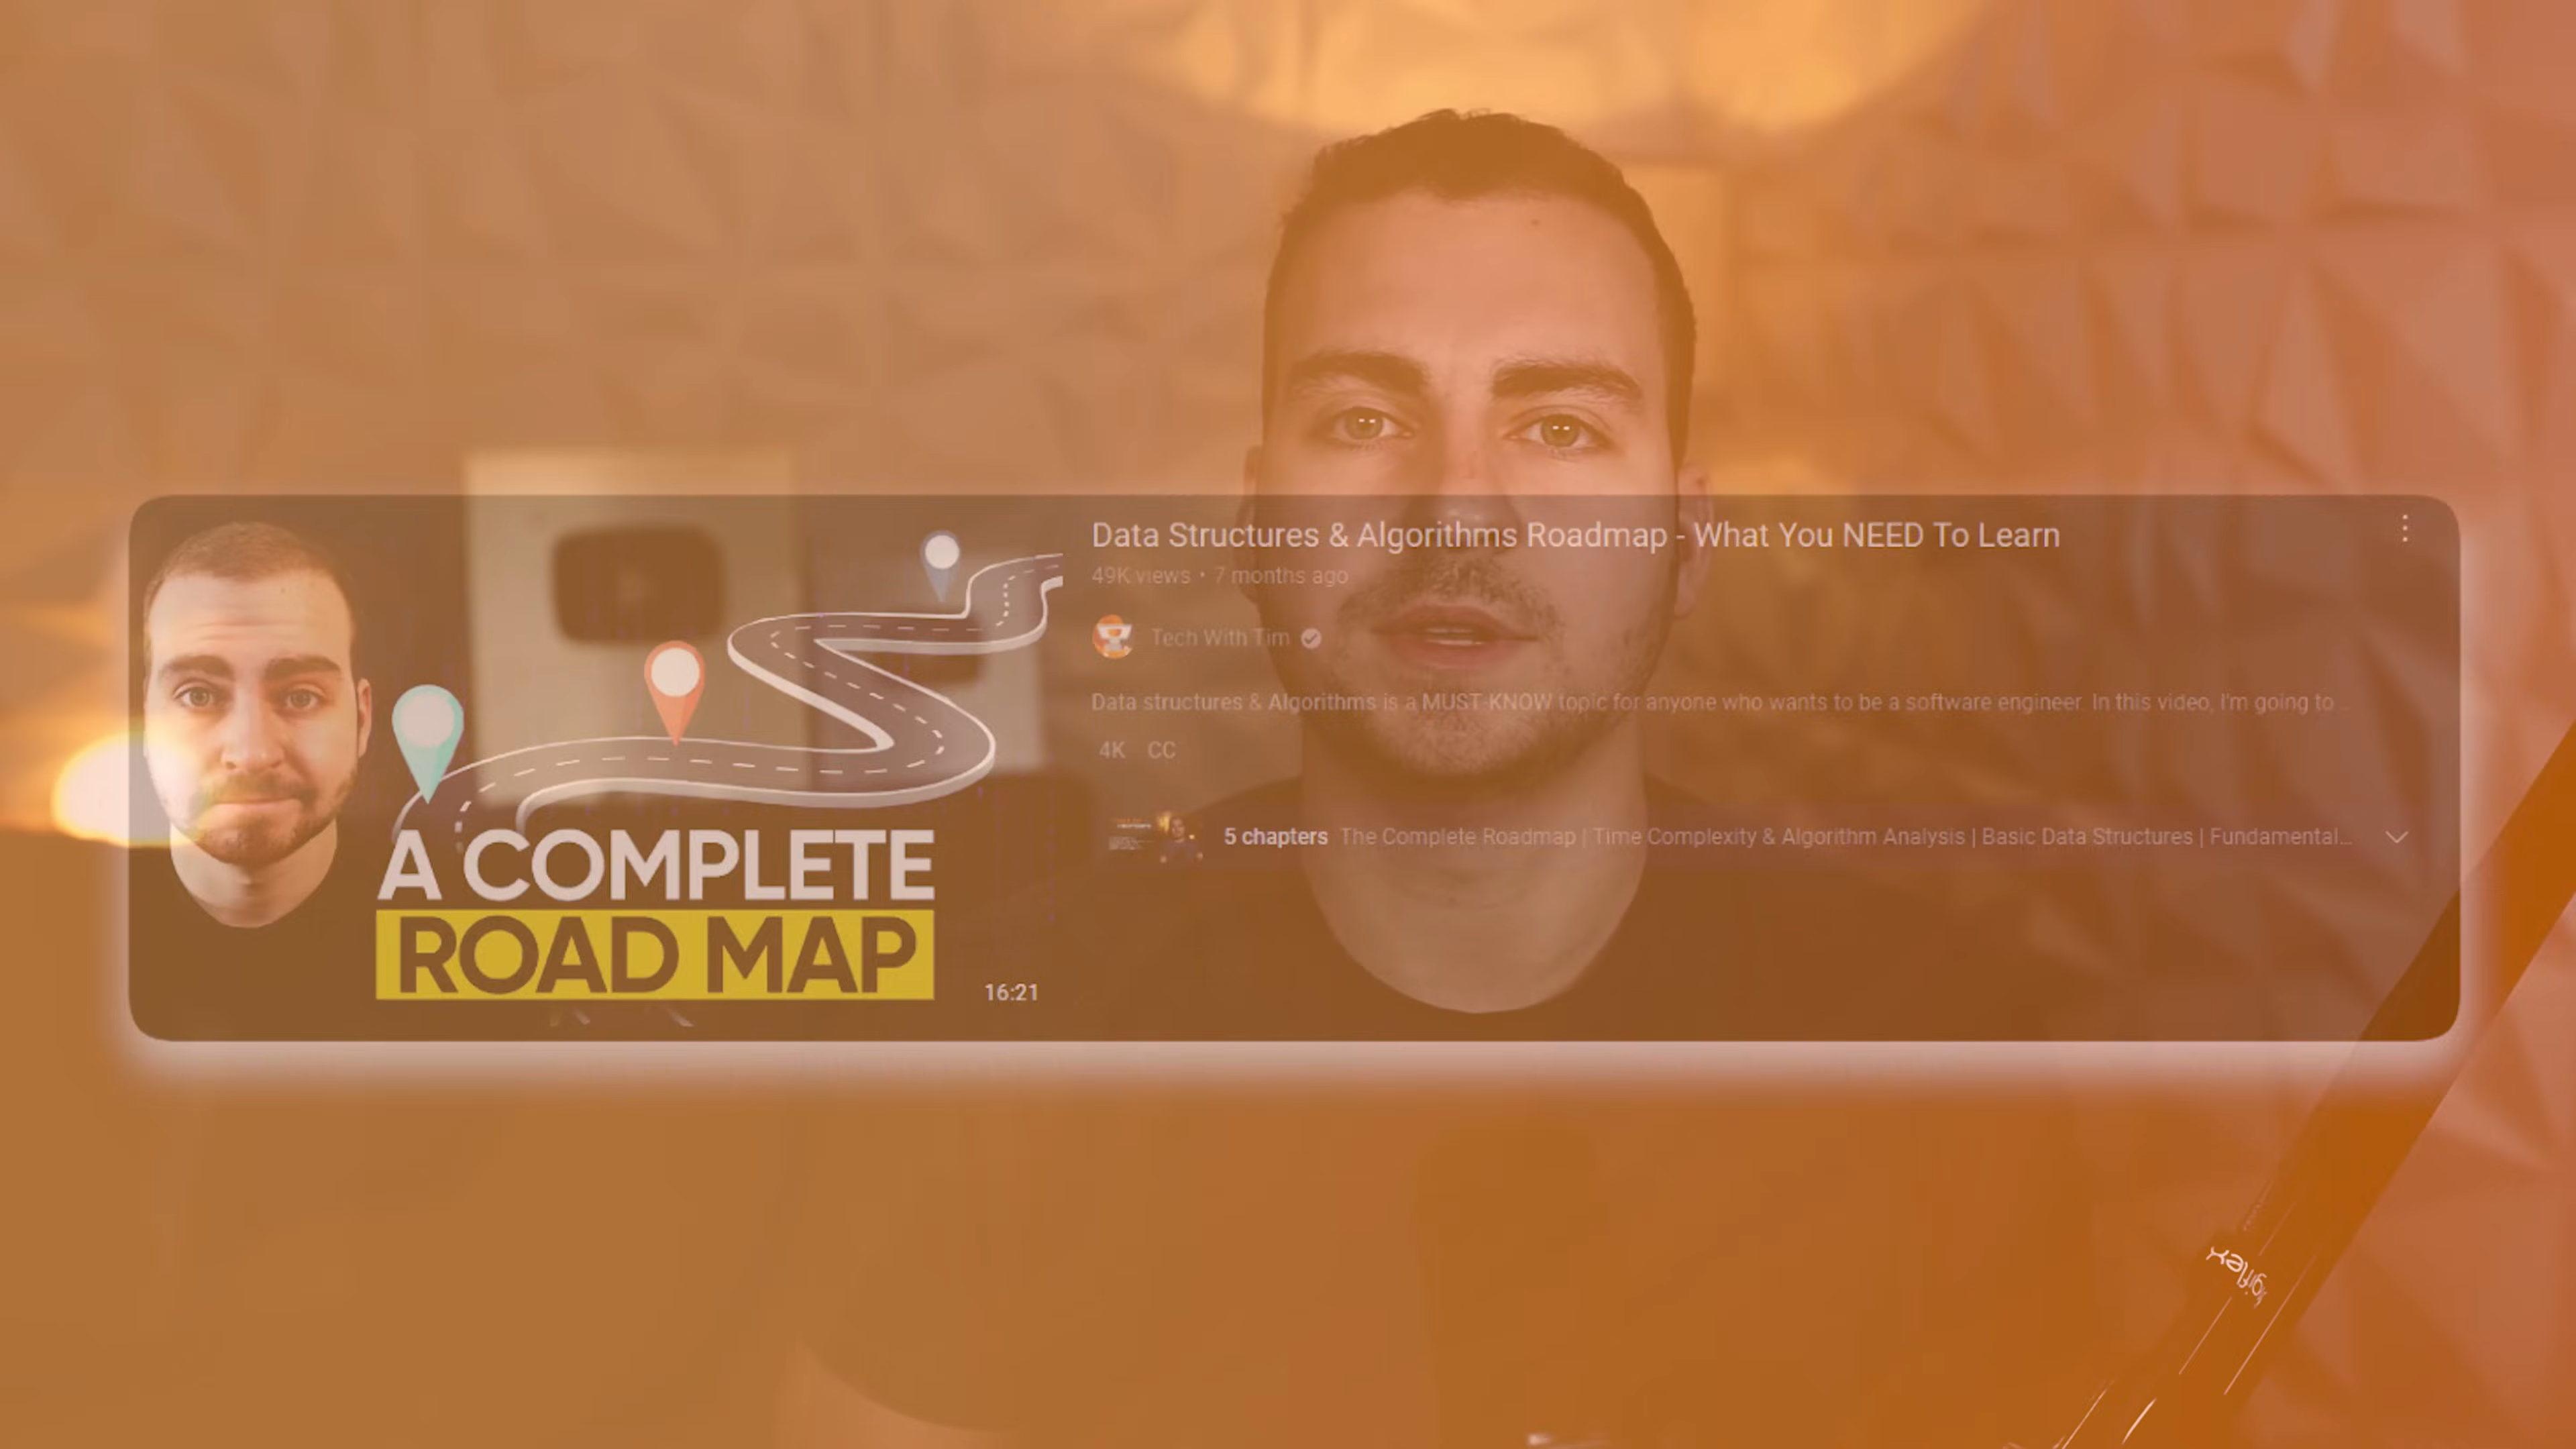 Data Structures & Algorithms Roadmap - What You NEED To Learn
49K views • 7 months ago
Tech With Tim
Data structures & Algorithms is a MUST-KNOW topic for anyone who wants to be a software engineer. In this video, I'm going to ...
4K CC
5 chapters The Complete Roadmap | Time Complexity & Algorithm Analysis | Basic Data Structures | Fundamental...
A COMPLETE
ROAD MAP
16:21